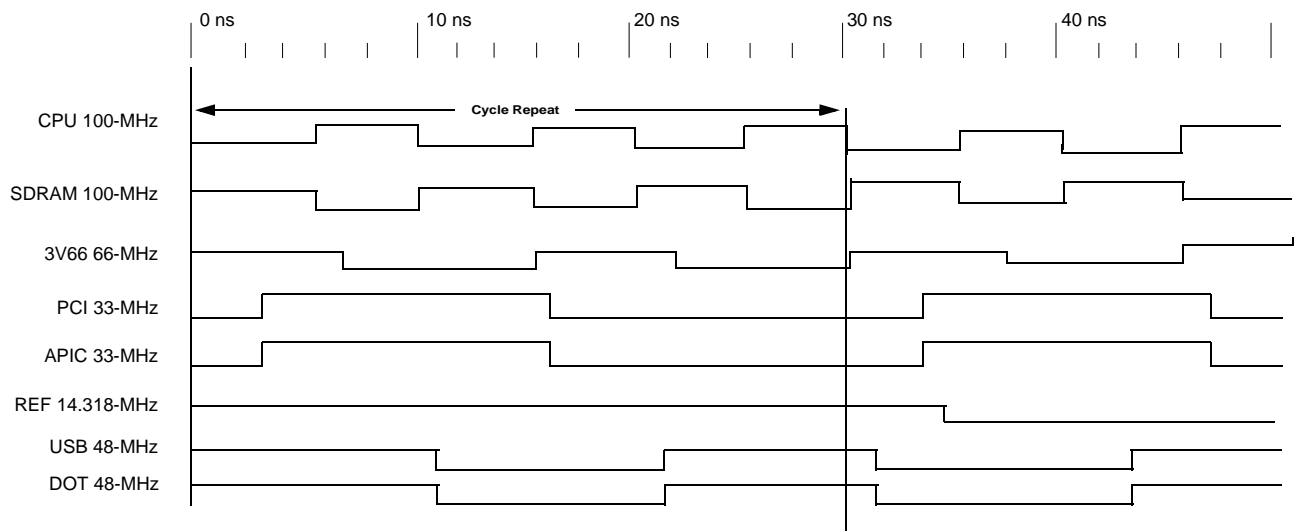 0 ns 10 ns 20 ns 30 ns 40 ns
Cycle Repeat
CPU 100-MHz
SDRAM 100-MHz
3V66 66-MHz
PCI 33-MHz
APIC 33-MHz
REF 14.318-MHz
USB 48-MHz
DOT 48-MHz